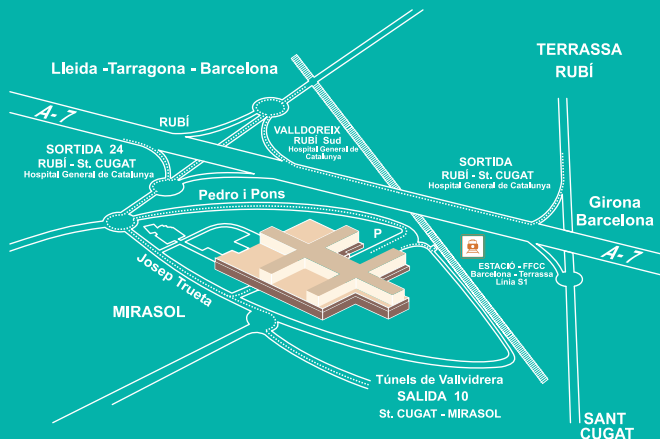 TERRASSA
RUBÍ
Lleida -Tarragona - Barcelona
A-7
RUBÍ
SORTIDA 24
RUBÍ - St. CUGAT
Hospital General de Catalunya
VALLDOREIX
RUBÍ Sud
Hospital General de
Catalunya
SORTIDA
RUBÍ - St. CUGAT
Hospital General de Catalunya
Pedro i Pons
Girona
Barcelona
P
A-7
ESTACIÓ - FFCC
Barcelona - Terrassa
Línia S1
Josep Trueta
MIRASOL
Túnels de Vallvidrera
SALIDA 10
St. CUGAT - MIRASOL
SANT
CUGAT